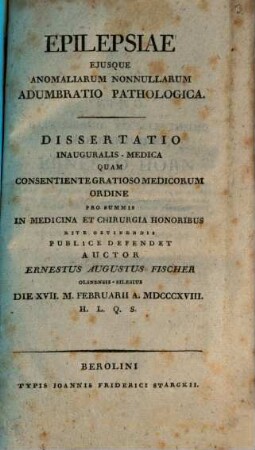 EPILEPSIAE
EJUSQUE
ANOMALIARUM NONNULLARUM
ADUMBRATIO PATHOLOGICA.
DISSERTATIO
INAUGURALIS-MEDICA
QUAM
CONSENTIENTE GRATIOSO MEDICORUM
ORDINE
PRO SUMMIS
IN MEDICINA ET CHIRURGIA HONORIBUS
RITE OBTINENDIS
PUBLICE DEFENDET
AUCTOR
ERNESTUS AUGUSTUS FISCHER
OLANENSIS-SILESIUS
DIE XVII. M. FEBRUARII A. MDCCCXVIII.
H. L. Q. S.
BEROLINI
TYPIS IOANNIS FRIDERICI STARCKII.